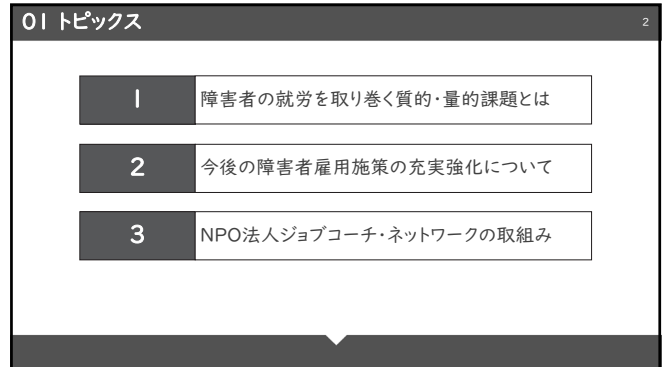 01 トピックス
2
1
障害者の就労を取り巻く質的・量的課題とは
2
今後の障害者雇用施策の充実強化について
3
NPO法人ジョブコーチ・ネットワークの取組み